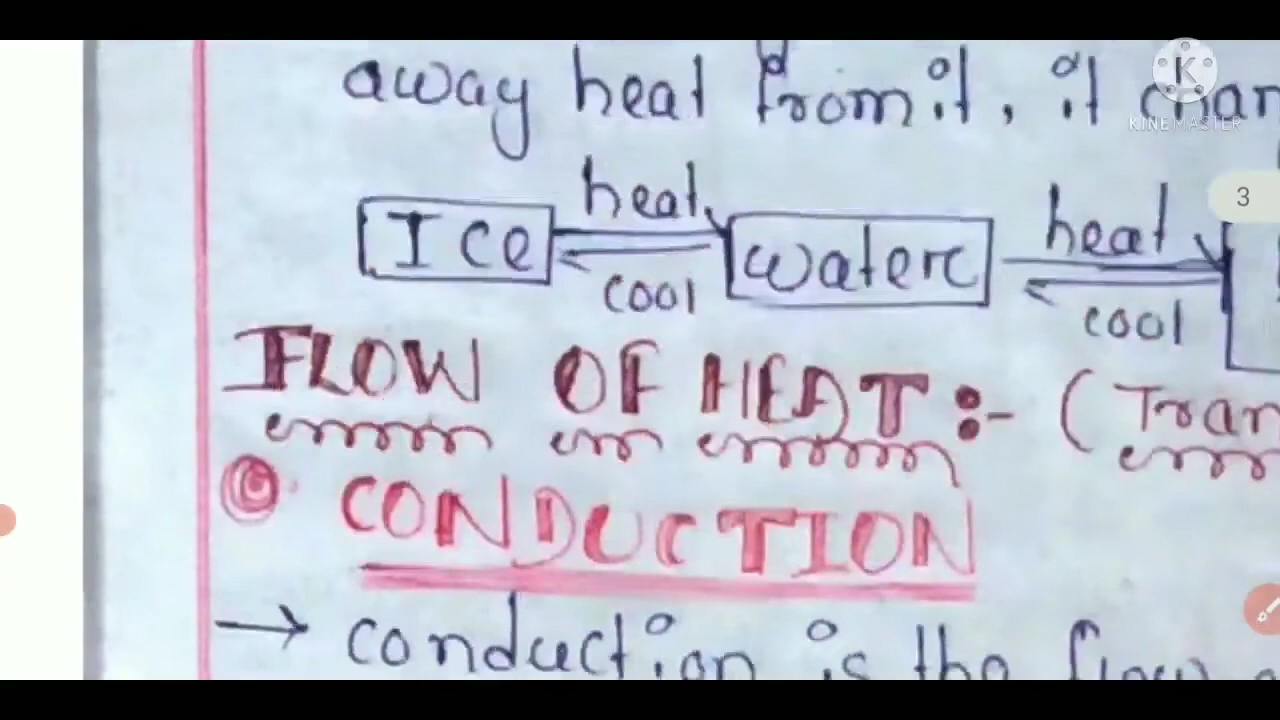 away heat from it, it chan
K
KINEMASTER
heat heat
3
Ice water
cool cool
FLOW OF HEAT :- (Tran
CONDUCTION
→ conduction is the flow